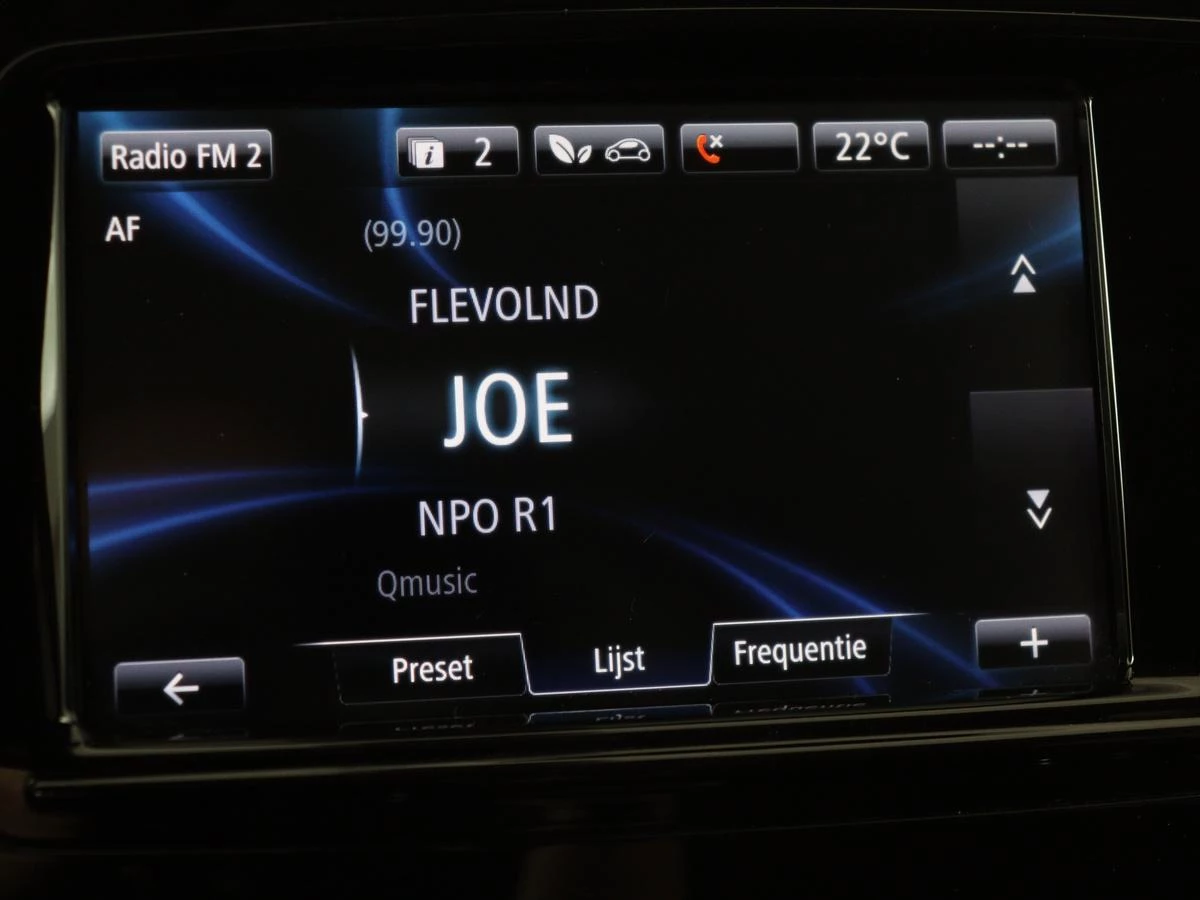 Radio FM 2
i 2
22°C
--:--
AF
(99.90)
FLEVOLND
JOE
NPO R1
Qmusic
Preset
Lijst
Frequentie
+